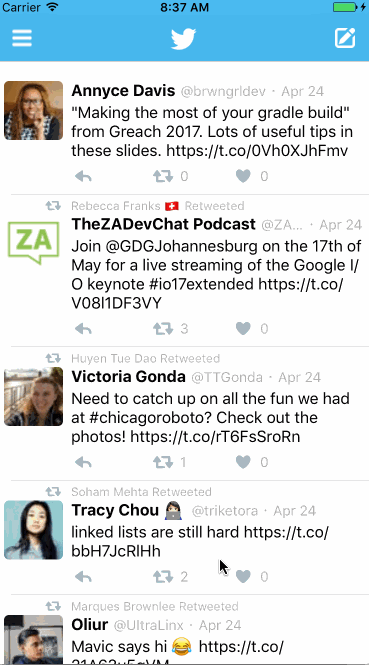 Carrier 8:37 AM
Annyce Davis @brwngrldev · Apr 24
"Making the most of your gradle build"
from Greach 2017. Lots of useful tips in
these slides. https://t.co/0Vh0XJhFmv
0 0
Rebecca Franks 🇨🇭 Retweeted
TheZADevChat Podcast @ZA... · Apr 24
ZA
Join @GDGJohannesburg on the 17th of
May for a live streaming of the Google I/
O keynote #io17extended https://t.co/
V08l1DF3VY
3 0
Huyen Tue Dao Retweeted
Victoria Gonda @TTGonda · Apr 24
Need to catch up on all the fun we had
at #chicagoroboto? Check out the
photos! https://t.co/rT6FsSroRn
1 0
Soham Mehta Retweeted
Tracy Chou 👩🏻‍💻 @triketora · Apr 24
linked lists are still hard https://t.co/
bbH7JcRlHh
2 0
Marques Brownlee Retweeted
Oliur @UltraLinx · Apr 24
Mavic says hi 😂 https://t.co/